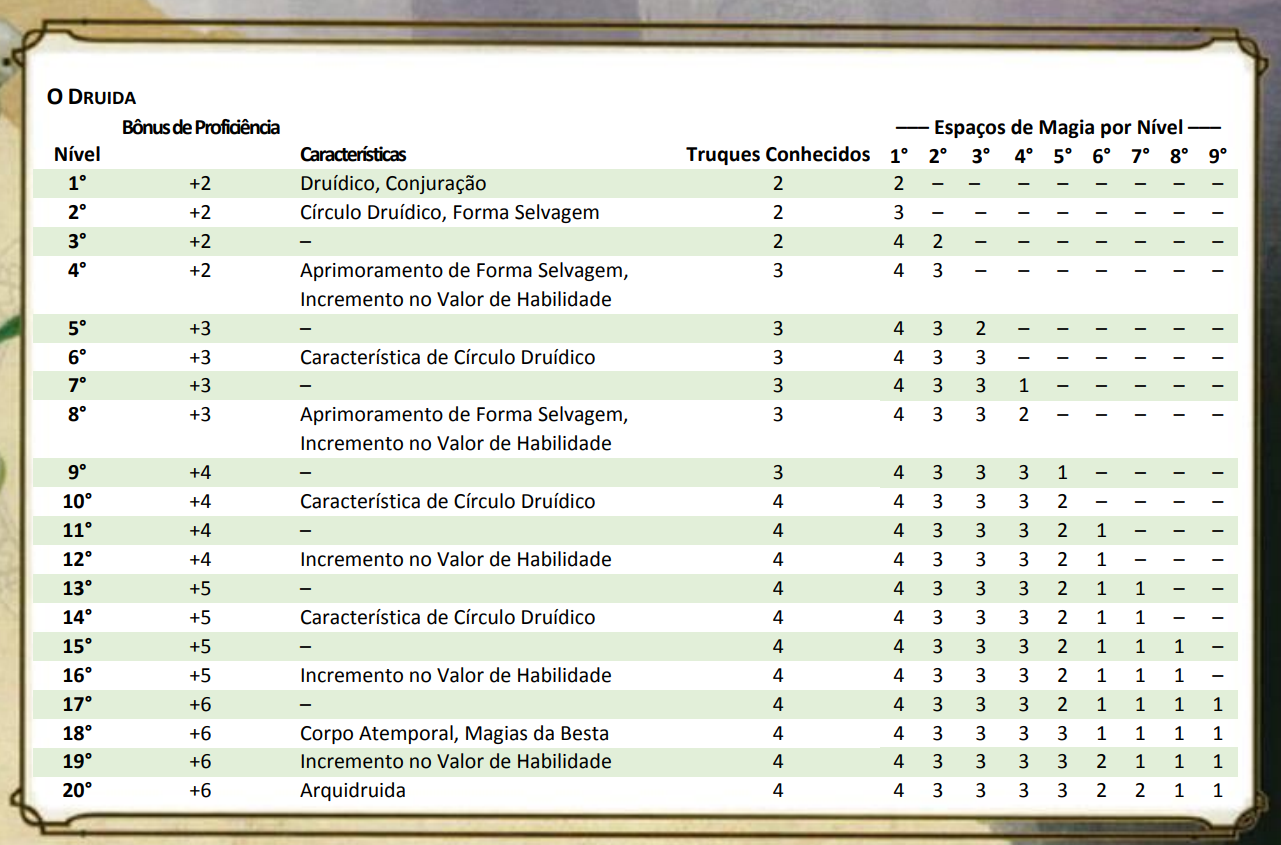 O DRUIDA
Bônus de Proficiência —— Espaços de Magia por Nível ——
Nível Características Truques Conhecidos 1° 2° 3° 4° 5° 6° 7° 8° 9°
1° +2 Druídico, Conjuração 2 2 – – – – – – – –
2° +2 Círculo Druídico, Forma Selvagem 2 3 – – – – – – – –
3° +2 – 2 4 2 – – – – – – –
4° +2 Aprimoramento de Forma Selvagem, 3 4 3 – – – – – – –
Incremento no Valor de Habilidade
5° +3 – 3 4 3 2 – – – – – –
6° +3 Característica de Círculo Druídico 3 4 3 3 – – – – – –
7° +3 – 3 4 3 3 1 – – – – –
8° +3 Aprimoramento de Forma Selvagem, 3 4 3 3 2 – – – – –
Incremento no Valor de Habilidade
9° +4 – 3 4 3 3 3 1 – – – –
10° +4 Característica de Círculo Druídico 4 4 3 3 3 2 – – – –
11° +4 – 4 4 3 3 3 2 1 – – –
12° +4 Incremento no Valor de Habilidade 4 4 3 3 3 2 1 – – –
13° +5 – 4 4 3 3 3 2 1 1 – –
14° +5 Característica de Círculo Druídico 4 4 3 3 3 2 1 1 – –
15° +5 – 4 4 3 3 3 2 1 1 1 –
16° +5 Incremento no Valor de Habilidade 4 4 3 3 3 2 1 1 1 –
17° +6 – 4 4 3 3 3 2 1 1 1 1
18° +6 Corpo Atemporal, Magias da Besta 4 4 3 3 3 3 1 1 1 1
19° +6 Incremento no Valor de Habilidade 4 4 3 3 3 3 2 1 1 1
20° +6 Arquidruida 4 4 3 3 3 3 2 2 1 1